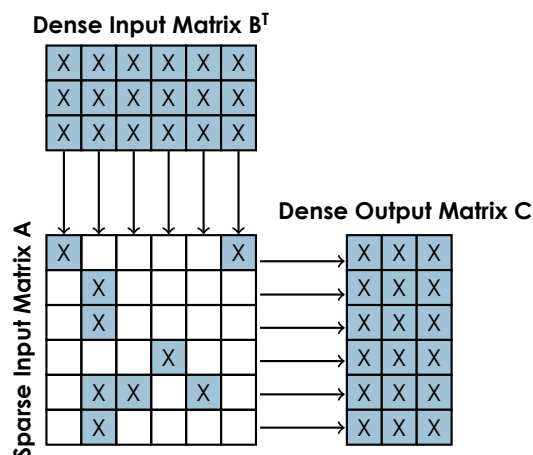 Dense Input Matrix Bᵀ
X X X X X X
X X X X X X
X X X X X X
Sparse Input Matrix A
Dense Output Matrix C
X X X X X
X X X X
X X X X
X X X X
X X X X X X
X X X X